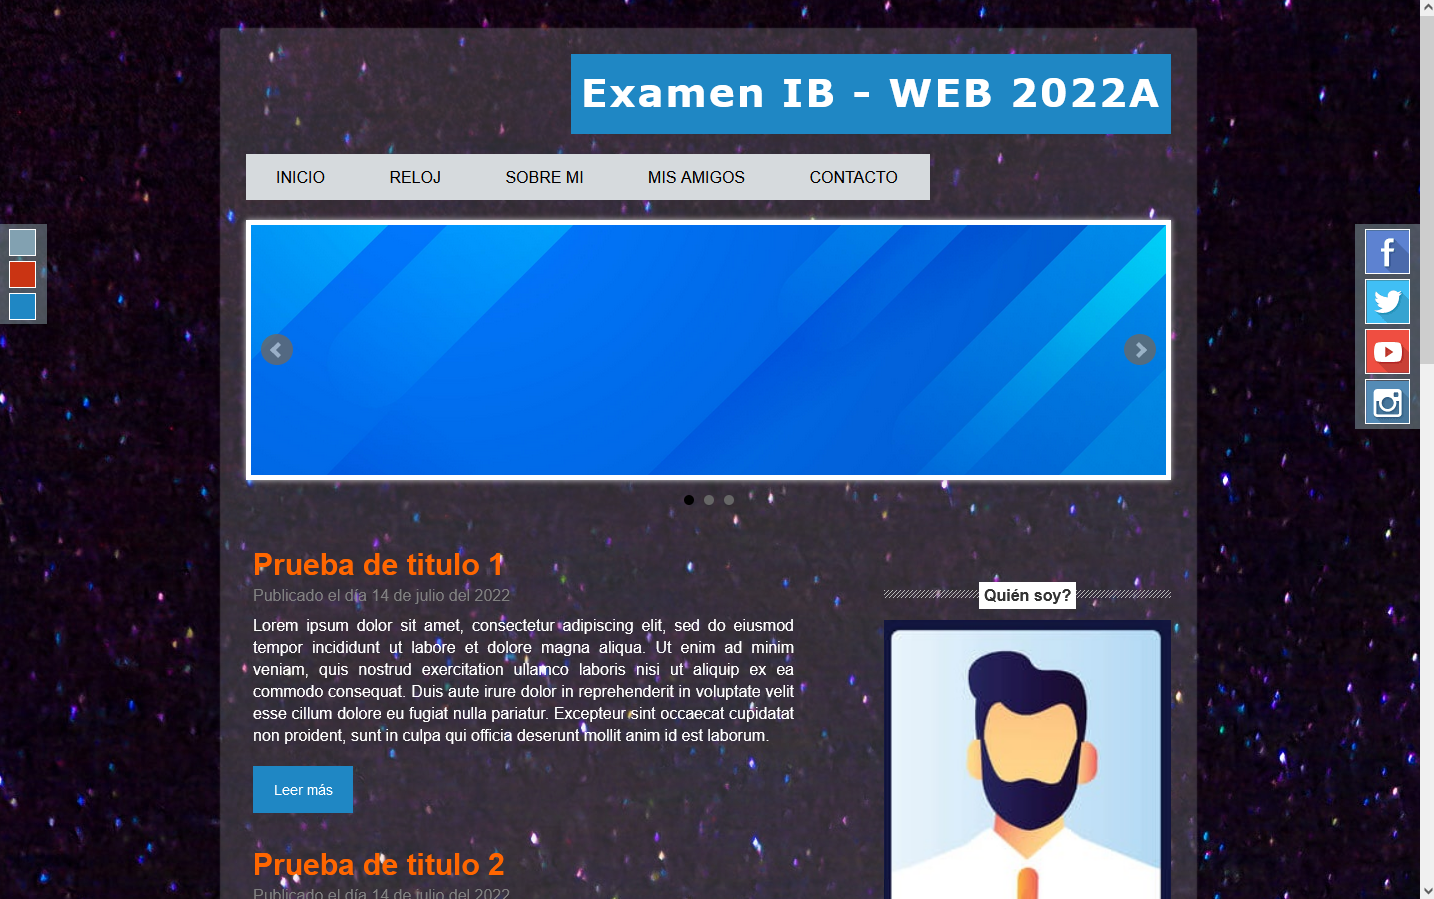 Examen IB - WEB 2022A
INICIO RELOJ SOBRE MI MIS AMIGOS CONTACTO
Prueba de titulo 1
Publicado el día 14 de julio del 2022
Lorem ipsum dolor sit amet, consectetur adipiscing elit, sed do eiusmod
tempor incididunt ut labore et dolore magna aliqua. Ut enim ad minim
veniam, quis nostrud exercitation ullamco laboris nisi ut aliquip ex ea
commodo consequat. Duis aute irure dolor in reprehenderit in voluptate velit
esse cillum dolore eu fugiat nulla pariatur. Excepteur sint occaecat cupidatat
non proident, sunt in culpa qui officia deserunt mollit anim id est laborum.
Leer más
Prueba de titulo 2
Publicado el día 14 de julio del 2022
Quién soy?